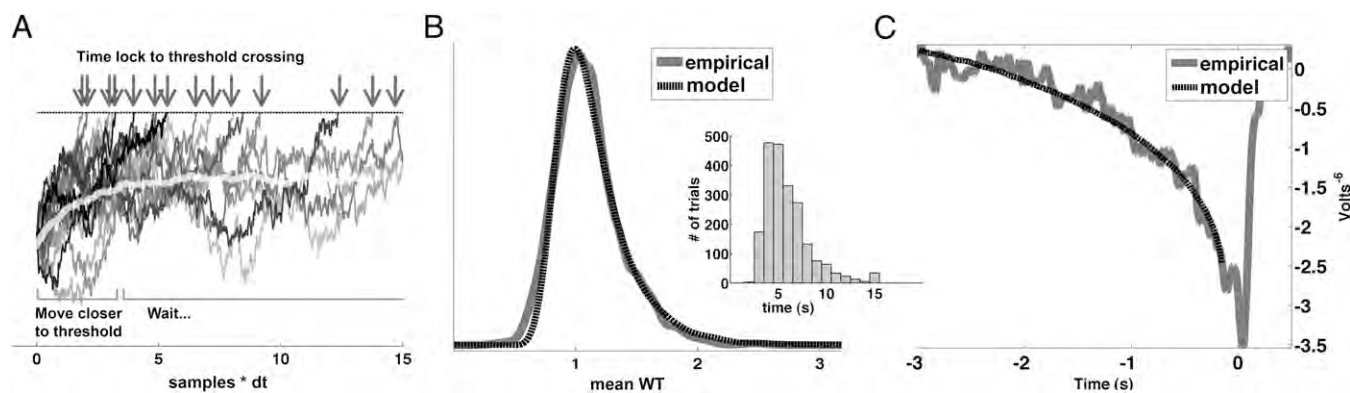 A
Time lock to threshold crossing
Move closer
to threshold
Wait...
0 5 10 15
samples * dt
B
empirical
model
500
400
300
200
100
0
# of trials
5 10 15
time (s)
1 2 3
mean WT
C
empirical
model
0
-0.5
-1
-1.5
-2
-2.5
-3
-3.5
Volts-6
-3 -2 -1 0
Time (s)